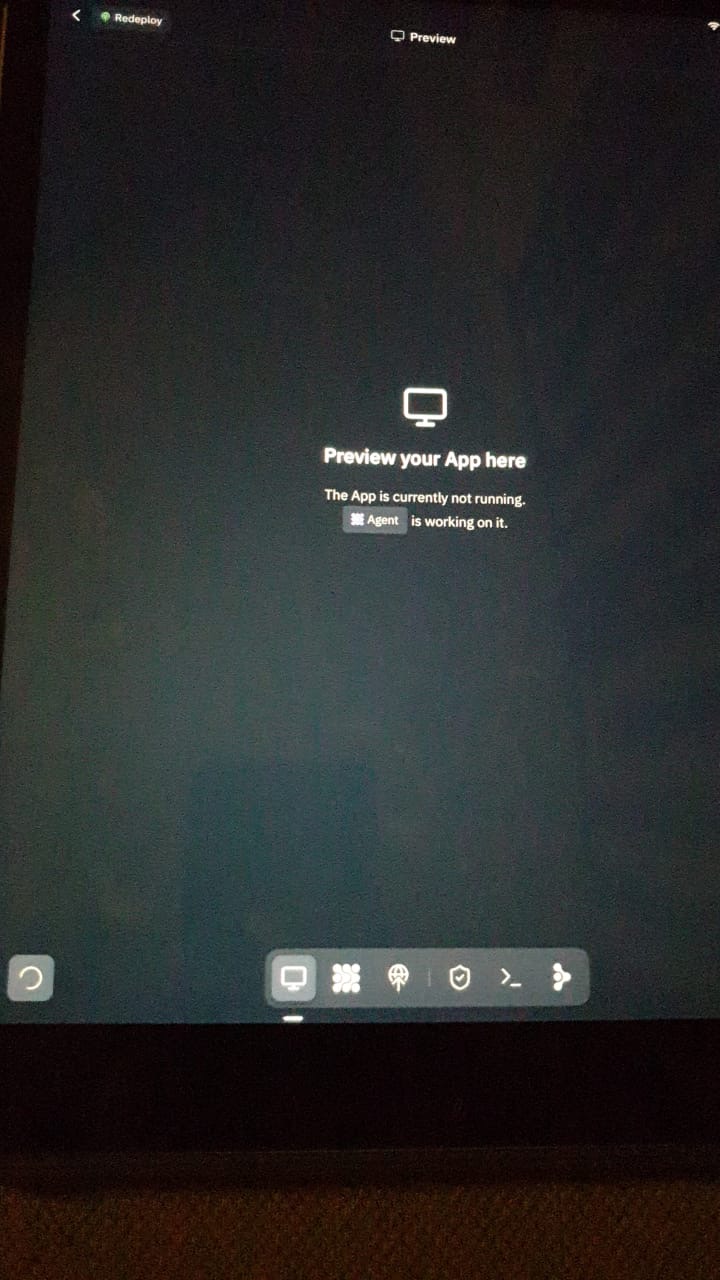 Redeploy
Preview
Preview your App here
The App is currently not running.
Agent is working on it.